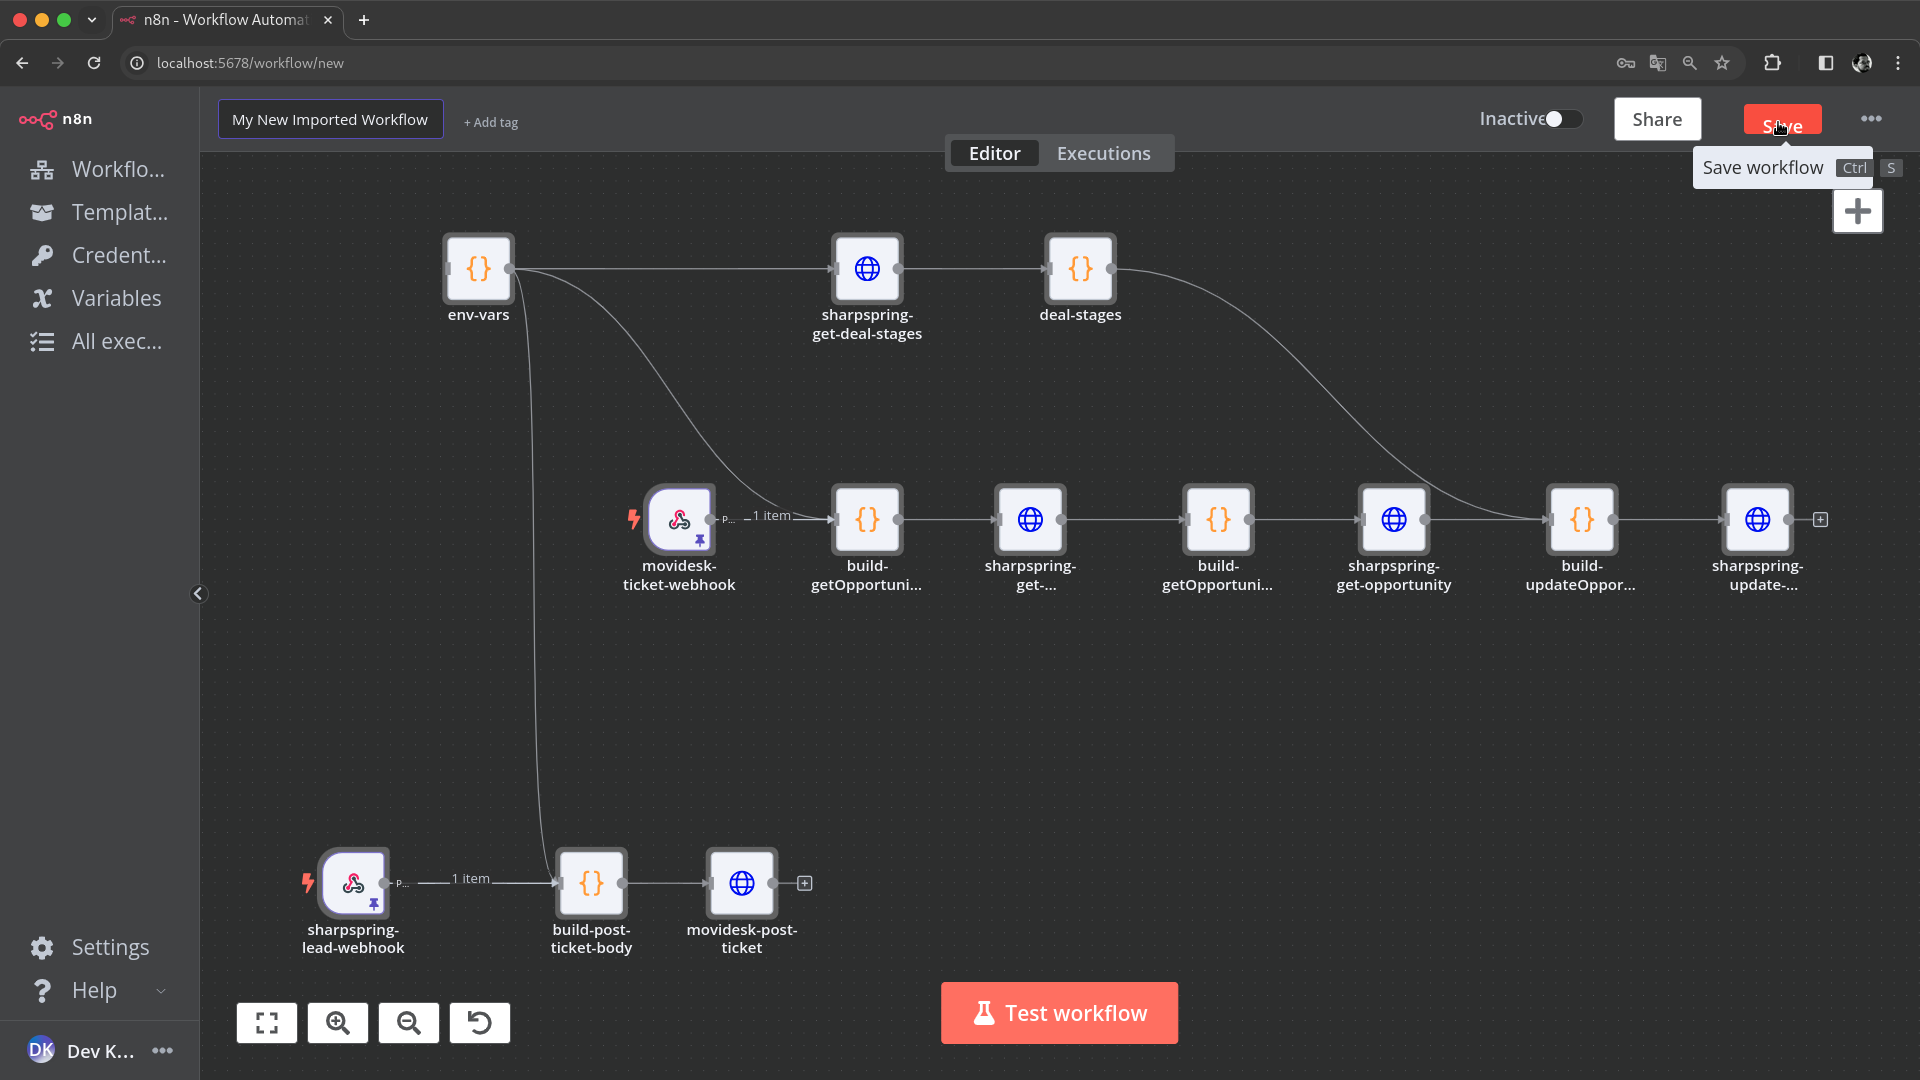 n8n - Workflow Automat
localhost:5678/workflow/new
n8n
My New Imported Workflow
+ Add tag
Inactive
Share
Save
Editor
Executions
Save workflow
Ctrl
S
Workflo...
Templat...
Credent...
Variables
All exec...
env-vars
sharpspring-
get-deal-stages
deal-stages
P...
1 item
movidesk-
ticket-webhook
build-
getOpportuni...
sharpspring-
get-...
build-
getOpportuni...
sharpspring-
get-opportunity
build-
updateOppor...
sharpspring-
update-...
P...
1 item
sharpspring-
lead-webhook
build-post-
ticket-body
movidesk-post-
ticket
Settings
Help
DK
Dev K...
Test workflow